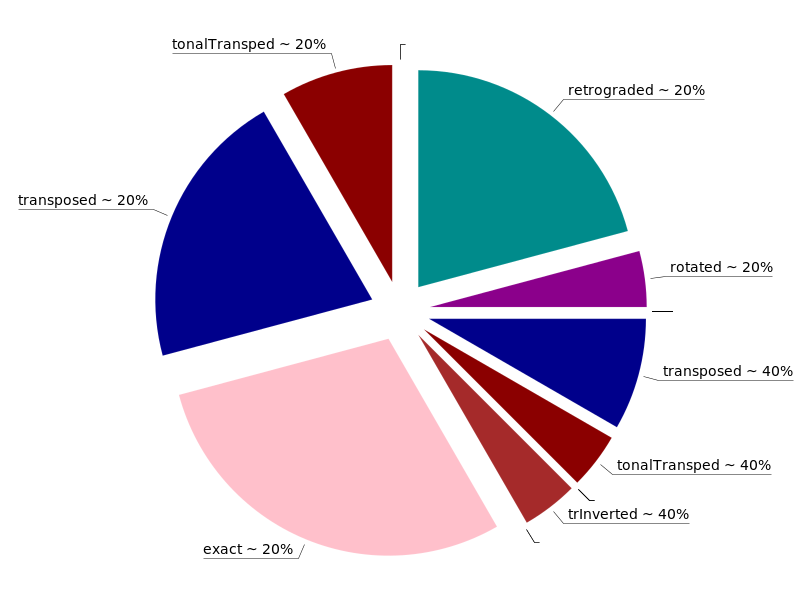 tonalTransped ~ 20%
retrograded ~ 20%
transposed ~ 20%
rotated ~ 20%
transposed ~ 40%
tonalTransped ~ 40%
trInverted ~ 40%
exact ~ 20%